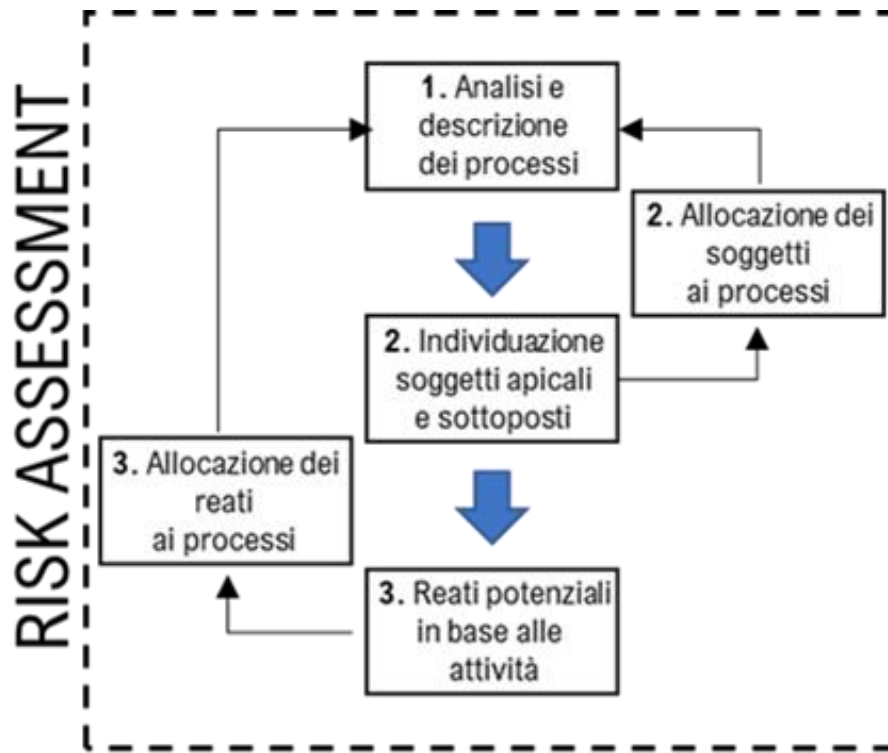 RISK ASSESSMENT
1. Analisi e
descrizione
dei processi
2. Allocazione dei
soggetti
ai processi
2. Individuazione
soggetti apicali
e sottoposti
3. Allocazione dei
reati
ai processi
3. Reati potenziali
in base alle
attività